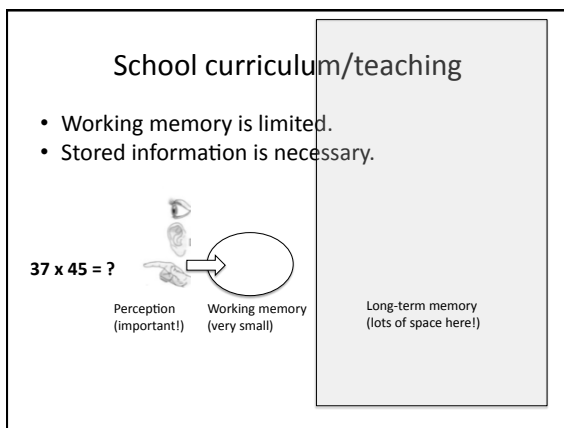 School curriculum/teaching
• Working memory is limited.
• Stored information is necessary.
37 x 45 = ?
Perception
(important!)
Working memory
(very small)
Long-term memory
(lots of space here!)